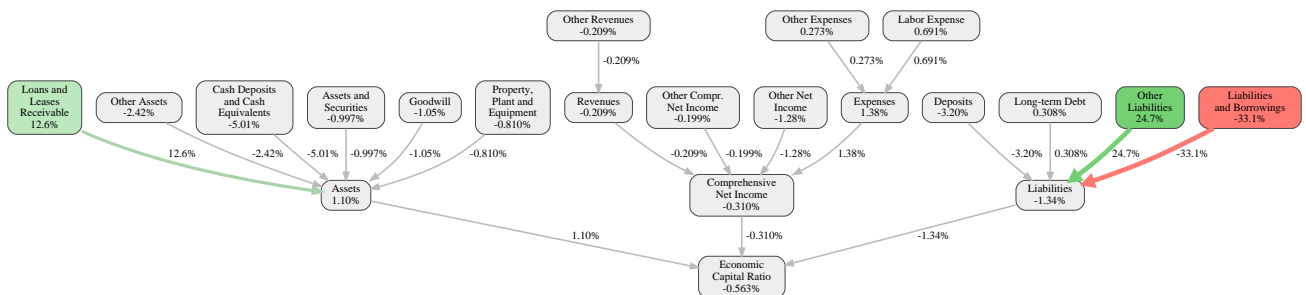 Other Revenues
-0.209%
Other Expenses
0.273%
Labor Expense
0.691%
-0.209%
0.273%
0.691%
Loans and
Leases
Receivable
12.6%
Other Assets
-2.42%
Cash Deposits
and Cash
Equivalents
-5.01%
Assets and
Securities
-0.997%
Goodwill
-1.05%
Property,
Plant and
Equipment
-0.810%
Revenues
-0.209%
Other Compr.
Net Income
-0.199%
Other Net
Income
-1.28%
Expenses
1.38%
Deposits
-3.20%
Long-term Debt
0.308%
Other
Liabilities
24.7%
Liabilities
and Borrowings
-33.1%
12.6%
-2.42%
-5.01%
-0.997%
-1.05%
-0.810%
-0.209%
-0.199%
-1.28%
1.38%
-3.20%
0.308%
24.7%
-33.1%
Assets
1.10%
Comprehensive
Net Income
-0.310%
Liabilities
-1.34%
1.10%
-0.310%
-1.34%
Economic
Capital Ratio
-0.563%